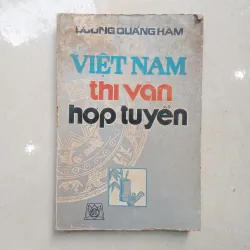 DƯƠNG QUẢNG HÀM
VIỆT NAM
thi văn
hợp tuyển